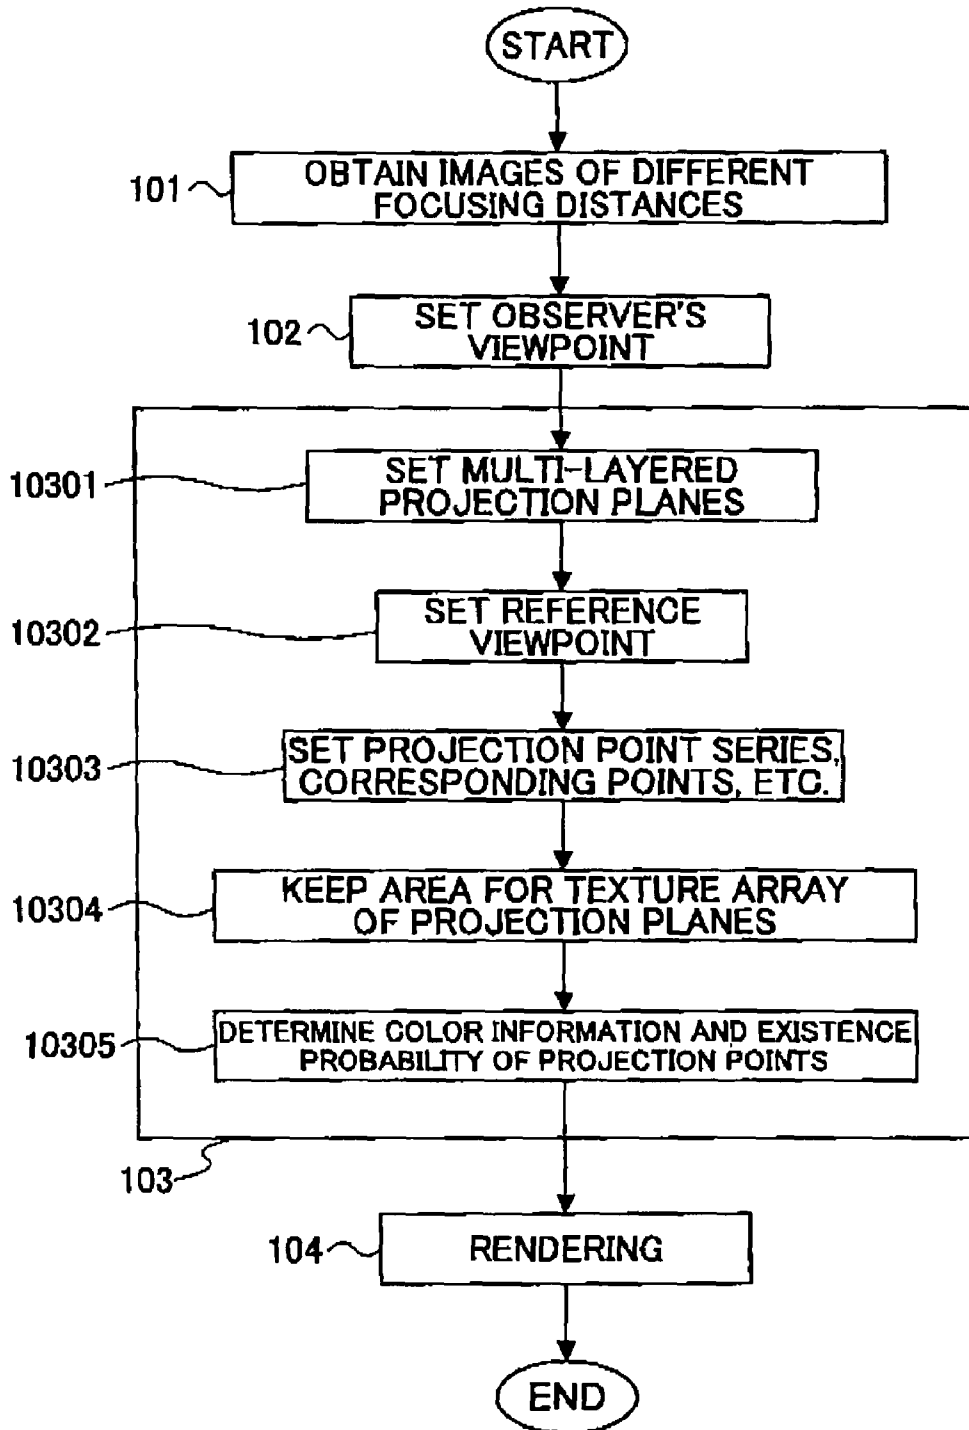 START
101
OBTAIN IMAGES OF DIFFERENT
FOCUSING DISTANCES
102
SET OBSERVER'S
VIEWPOINT
10301
SET MULTI-LAYERED
PROJECTION PLANES
10302
SET REFERENCE
VIEWPOINT
10303
SET PROJECTION POINT SERIES,
CORRESPONDING POINTS, ETC.
10304
KEEP AREA FOR TEXTURE ARRAY
OF PROJECTION PLANES
10305
DETERMINE COLOR INFORMATION AND EXISTENCE
PROBABILITY OF PROJECTION POINTS
103
104
RENDERING
END